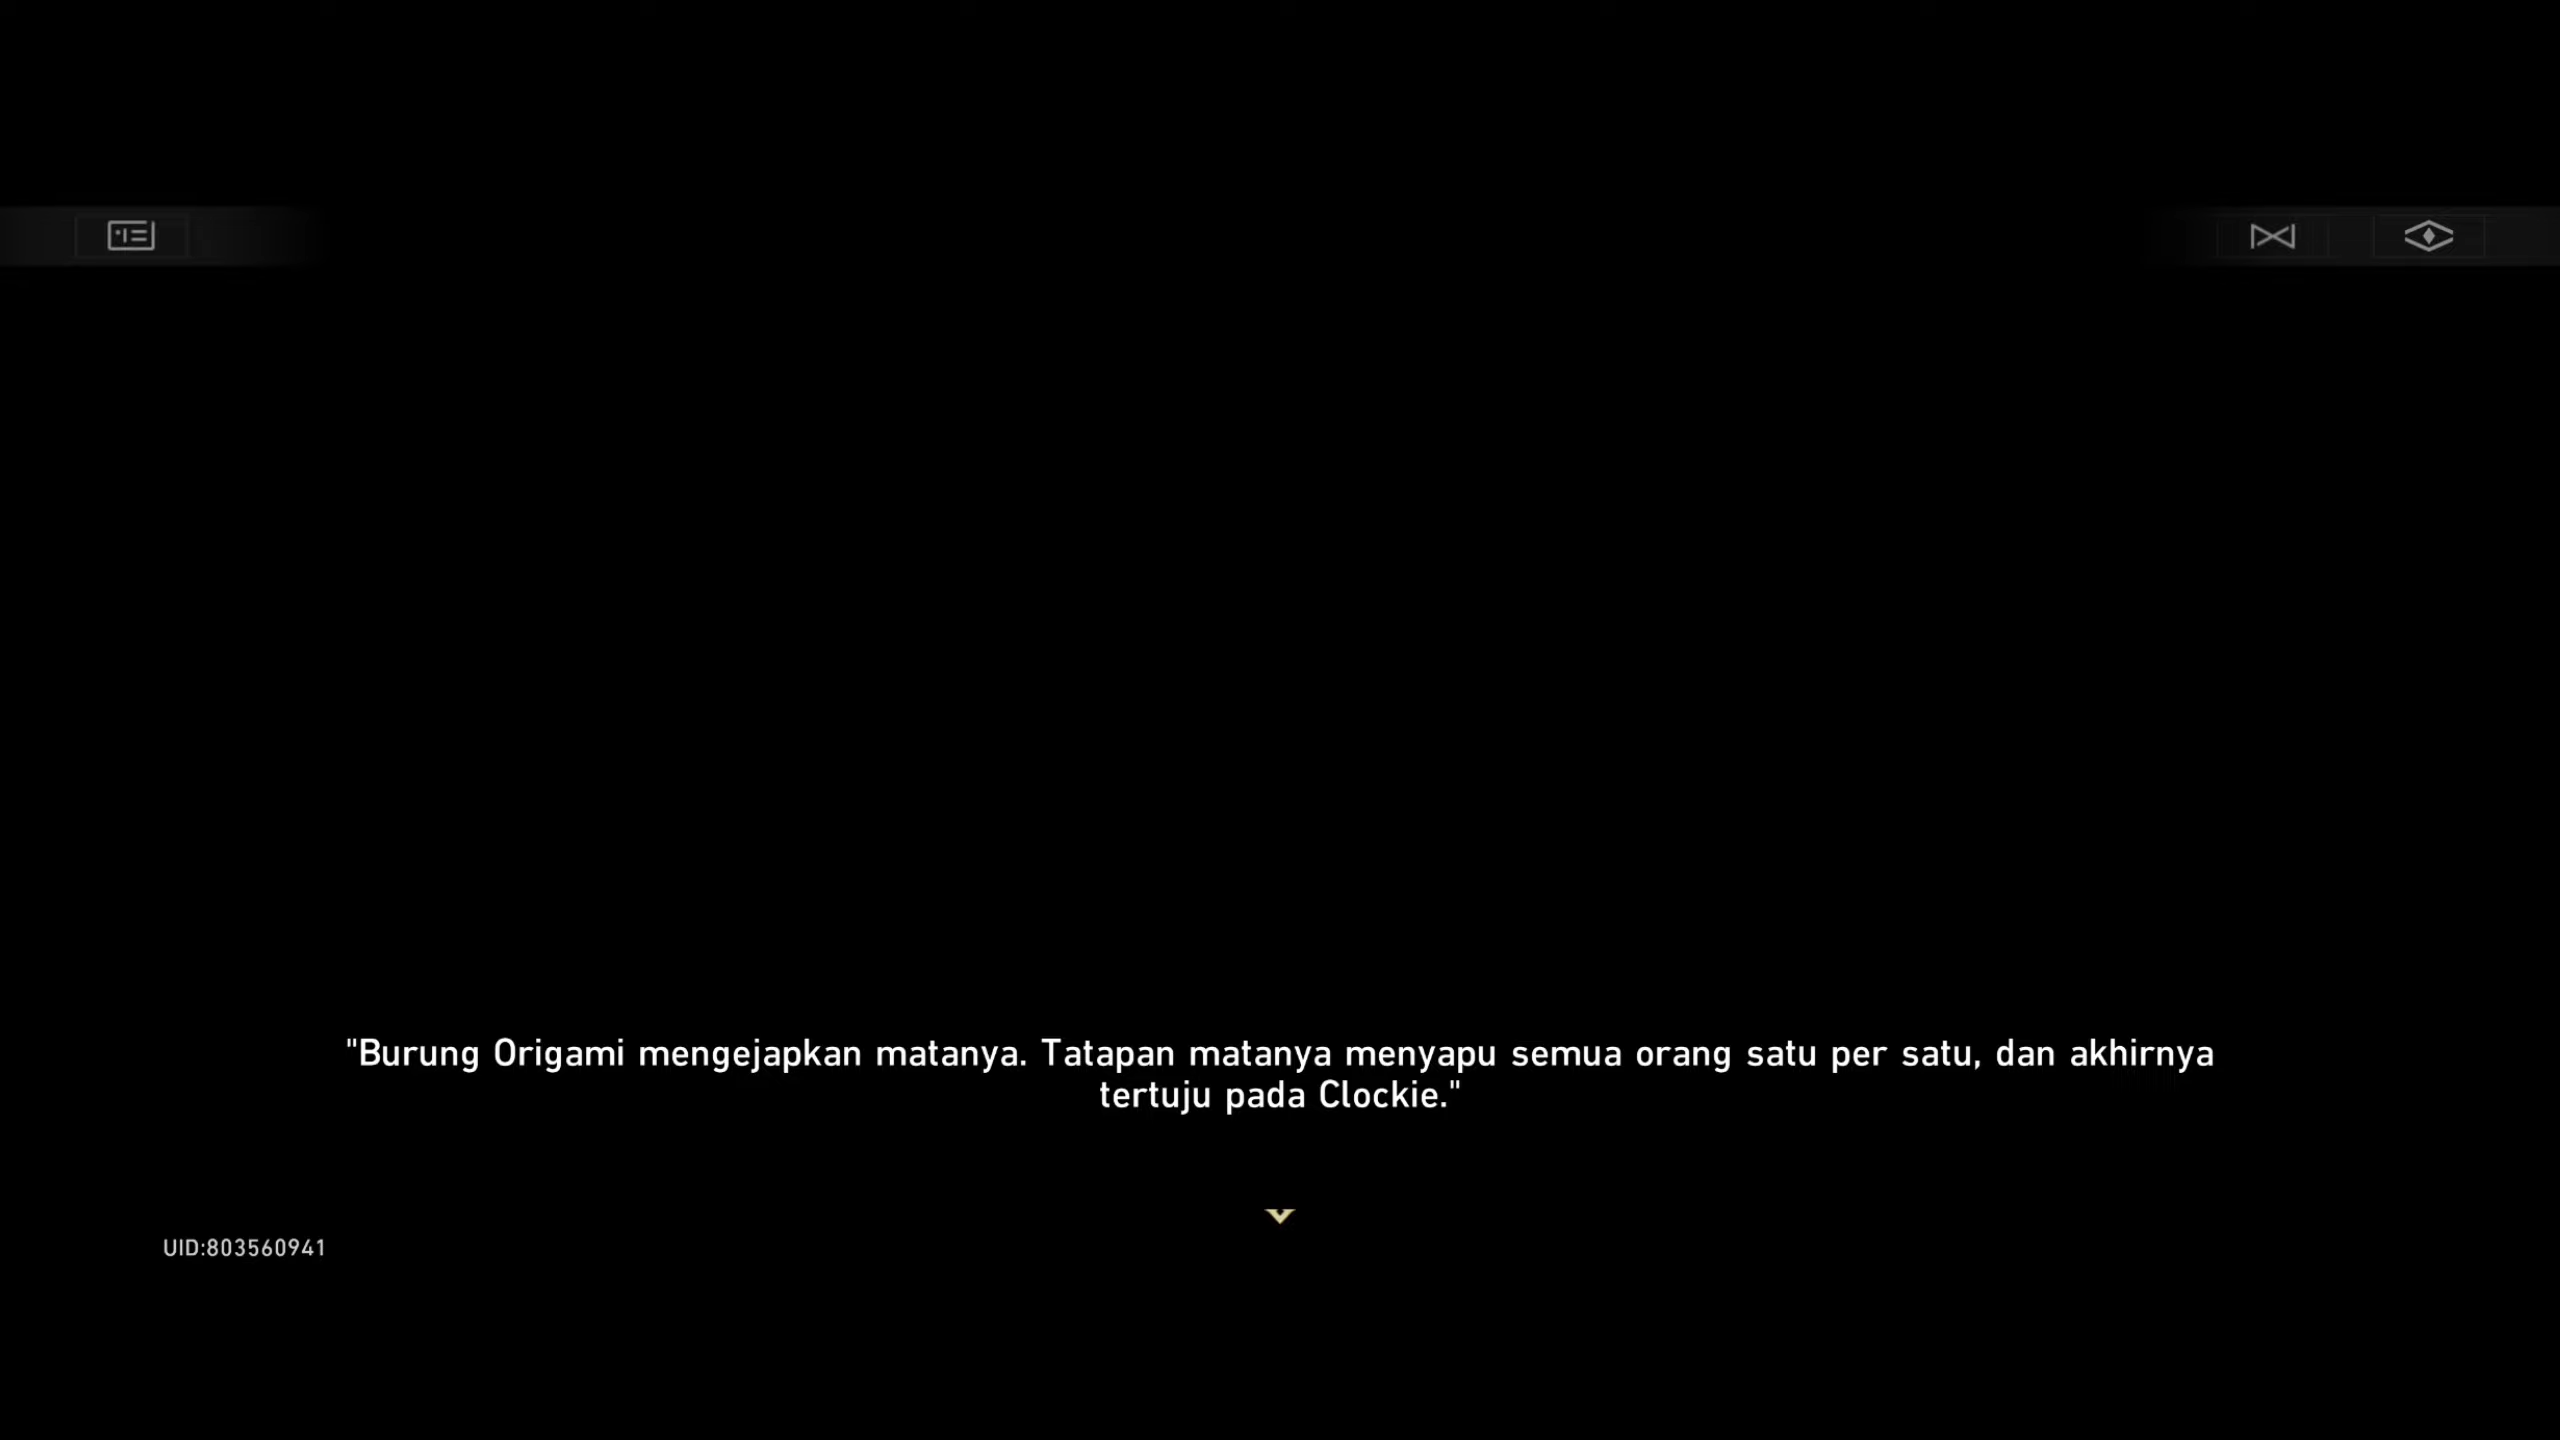 "Burung Origami mengejapkan matanya. Tatapan matanya menyapu semua orang satu per satu, dan akhirnya
tertuju pada Clockie."
UID:803560941